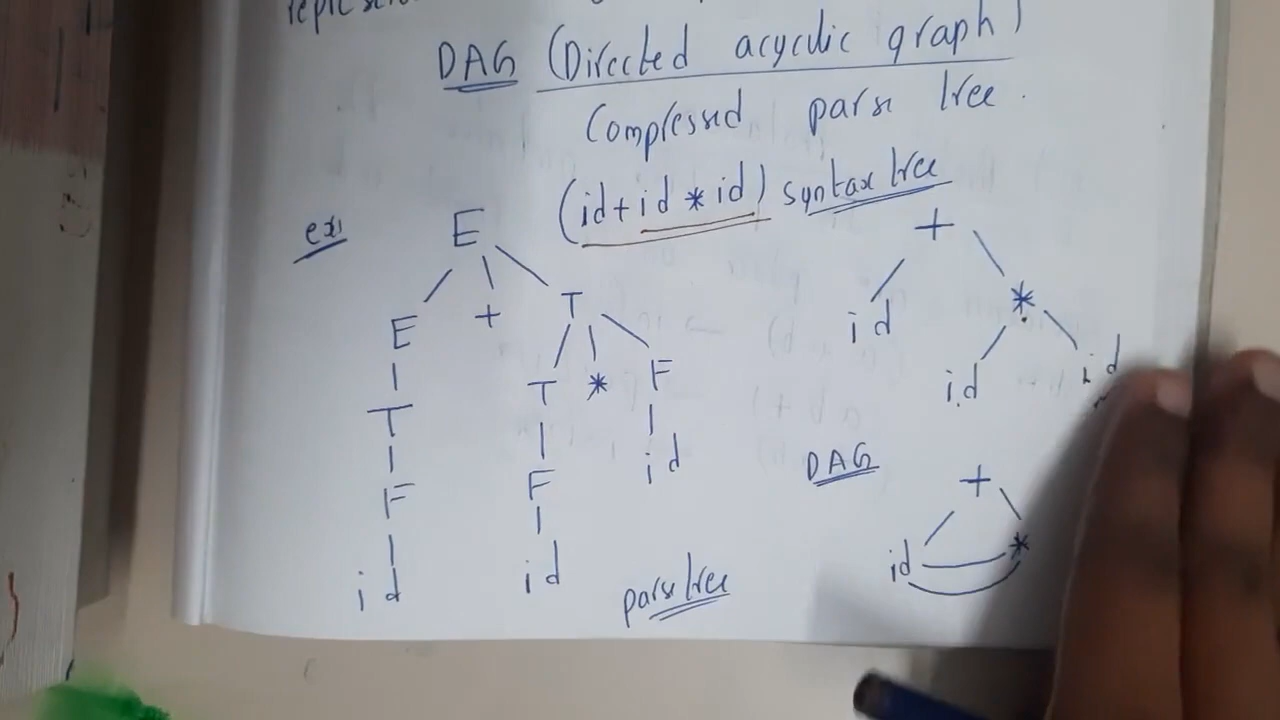 DAG (Directed acyclic graph)
Compressed parse tree.
(id+id * id) syntax tree
ex:
E
E + T
T * F
T
F
id
F
id
id
parse tree
+
id *
id id
DAG
+
id *